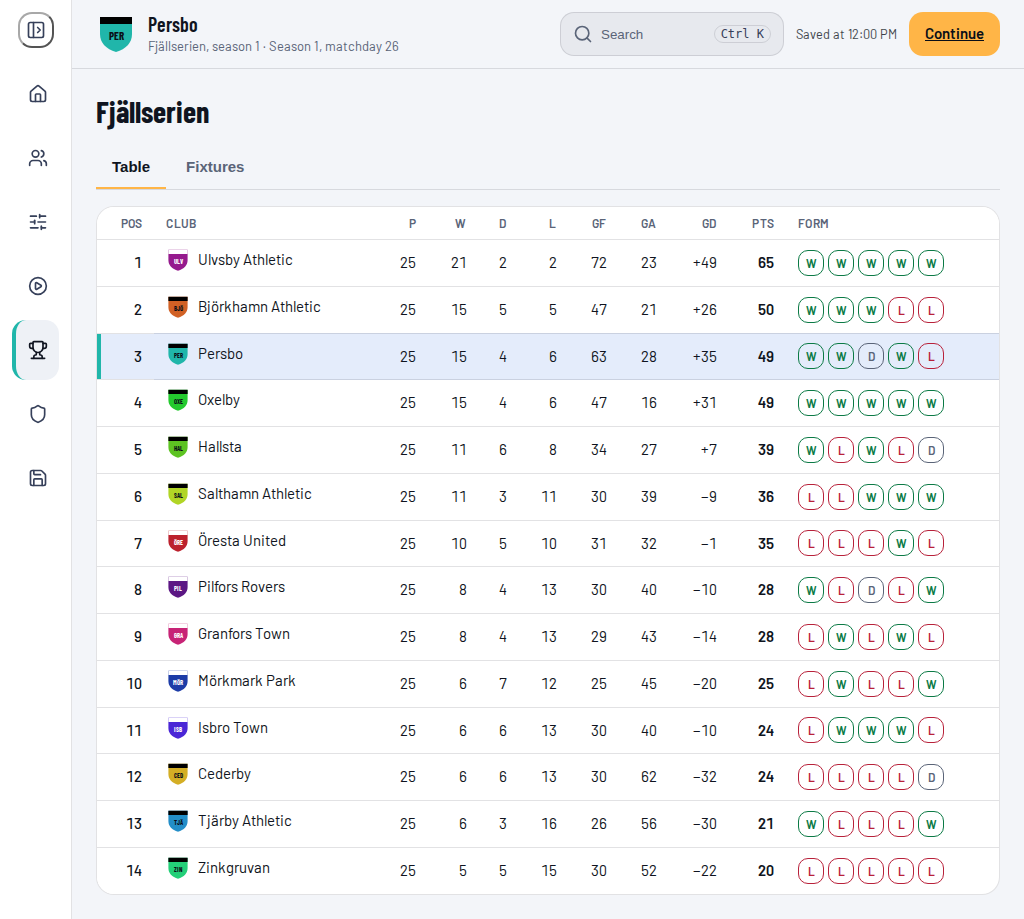 PER
Persbo
Fjällserien, season 1 · Season 1, matchday 26
Search Ctrl K
Saved at 12:00 PM
Continue
Fjällserien
Table Fixtures
POS CLUB P W D L GF GA GD PTS FORM
1 ULV Ulvsby Athletic 25 21 2 2 72 23 +49 65 W W W W W
2 BJÖ Björkhamn Athletic 25 15 5 5 47 21 +26 50 W W W L L
3 PER Persbo 25 15 4 6 63 28 +35 49 W W D W L
4 OXE Oxelby 25 15 4 6 47 16 +31 49 W W W W W
5 HAL Hallsta 25 11 6 8 34 27 +7 39 W L W L D
6 SAL Salthamn Athletic 25 11 3 11 30 39 −9 36 L L W W W
7 ÖRE Öresta United 25 10 5 10 31 32 −1 35 L L L W L
8 PIL Pilfors Rovers 25 8 4 13 30 40 −10 28 W L D L W
9 GRA Granfors Town 25 8 4 13 29 43 −14 28 L W L W L
10 MÖR Mörkmark Park 25 6 7 12 25 45 −20 25 L W L L W
11 ISB Isbro Town 25 6 6 13 30 40 −10 24 L W W W L
12 CED Cederby 25 6 6 13 30 62 −32 24 L L L L D
13 TJÄ Tjärby Athletic 25 6 3 16 26 56 −30 21 W L L L W
14 ZIN Zinkgruvan 25 5 5 15 30 52 −22 20 L L L L L